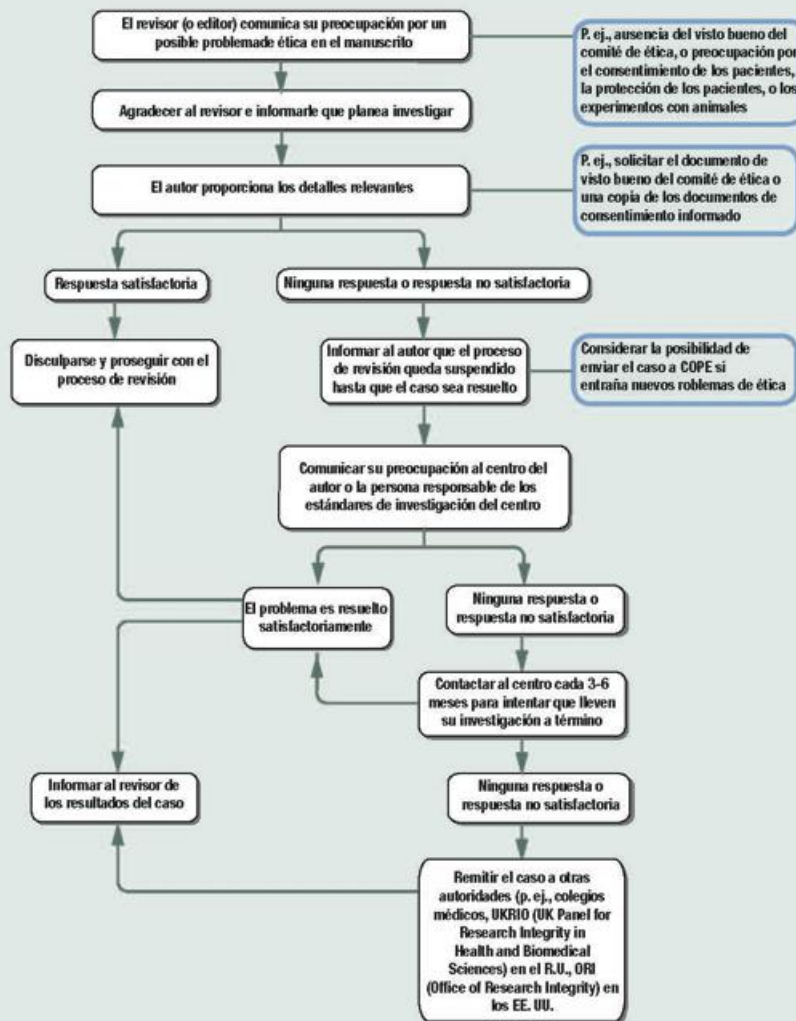 El revisor (o editor) comunica su preocupación por un
posible problemade ética en el manuscrito
P. ej., ausencia del visto bueno del
comité de ética, o preocupación por
el consentimiento de los pacientes,
la protección de los pacientes, o los
experimentos con animales
Agradecer al revisor e informarle que planea investigar
El autor proporciona los detalles relevantes
P. ej., solicitar el documento de
visto bueno del comité de ética o
una copia de los documentos de
consentimiento informado
Respuesta satisfactoria
Ninguna respuesta o respuesta no satisfactoria
Disculparse y proseguir con el
proceso de revisión
Informar al autor que el proceso
de revisión queda suspendido
hasta que el caso sea resuelto
Considerar la posibilidad de
enviar el caso a COPE si
entraña nuevos roblemas de ética
Comunicar su preocupación al centro del
autor o la persona responsable de los
estándares de investigación del centro
El problema es resuelto
satisfactoriamente
Ninguna respuesta o
respuesta no satisfactoria
Contactar al centro cada 3-6
meses para intentar que lleven
su investigación a término
Informar al revisor de
los resultados del caso
Ninguna respuesta o
respuesta no satisfactoria
Remitir el caso a otras
autoridades (p. ej., colegios
médicos, UKRIO (UK Panel for
Research Integrity in
Health and Biomedical
Sciences) en el R.U., ORI
(Office of Research Integrity) en
los EE. UU.